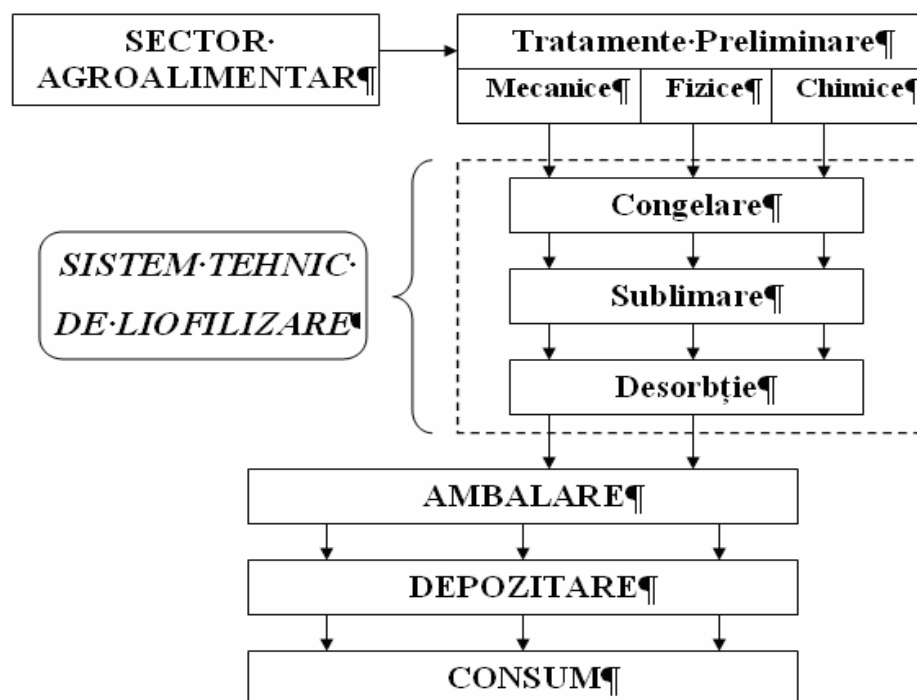 SECTOR·
AGROALIMENTAR¶
Tratamente·Preliminare¶
Mecanice¶ Fizice¶ Chimice¶
Congelare¶
SISTEM·TEHNIC·
DE·LIOFILIZARE¶
Sublimare¶
Desorbție¶
AMBALARE¶
DEPOZITARE¶
CONSUM¶